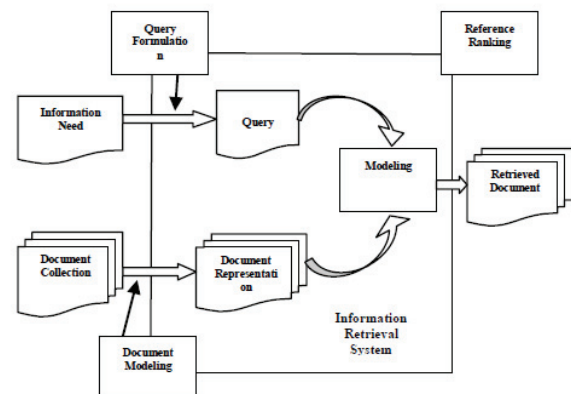 Query
Formulatio
n
Reference
Ranking
Information
Need
Query
Modeling
Retrieved
Document
Document
Collection
Document
Representati
on
Information
Retrieval
System
Document
Modeling